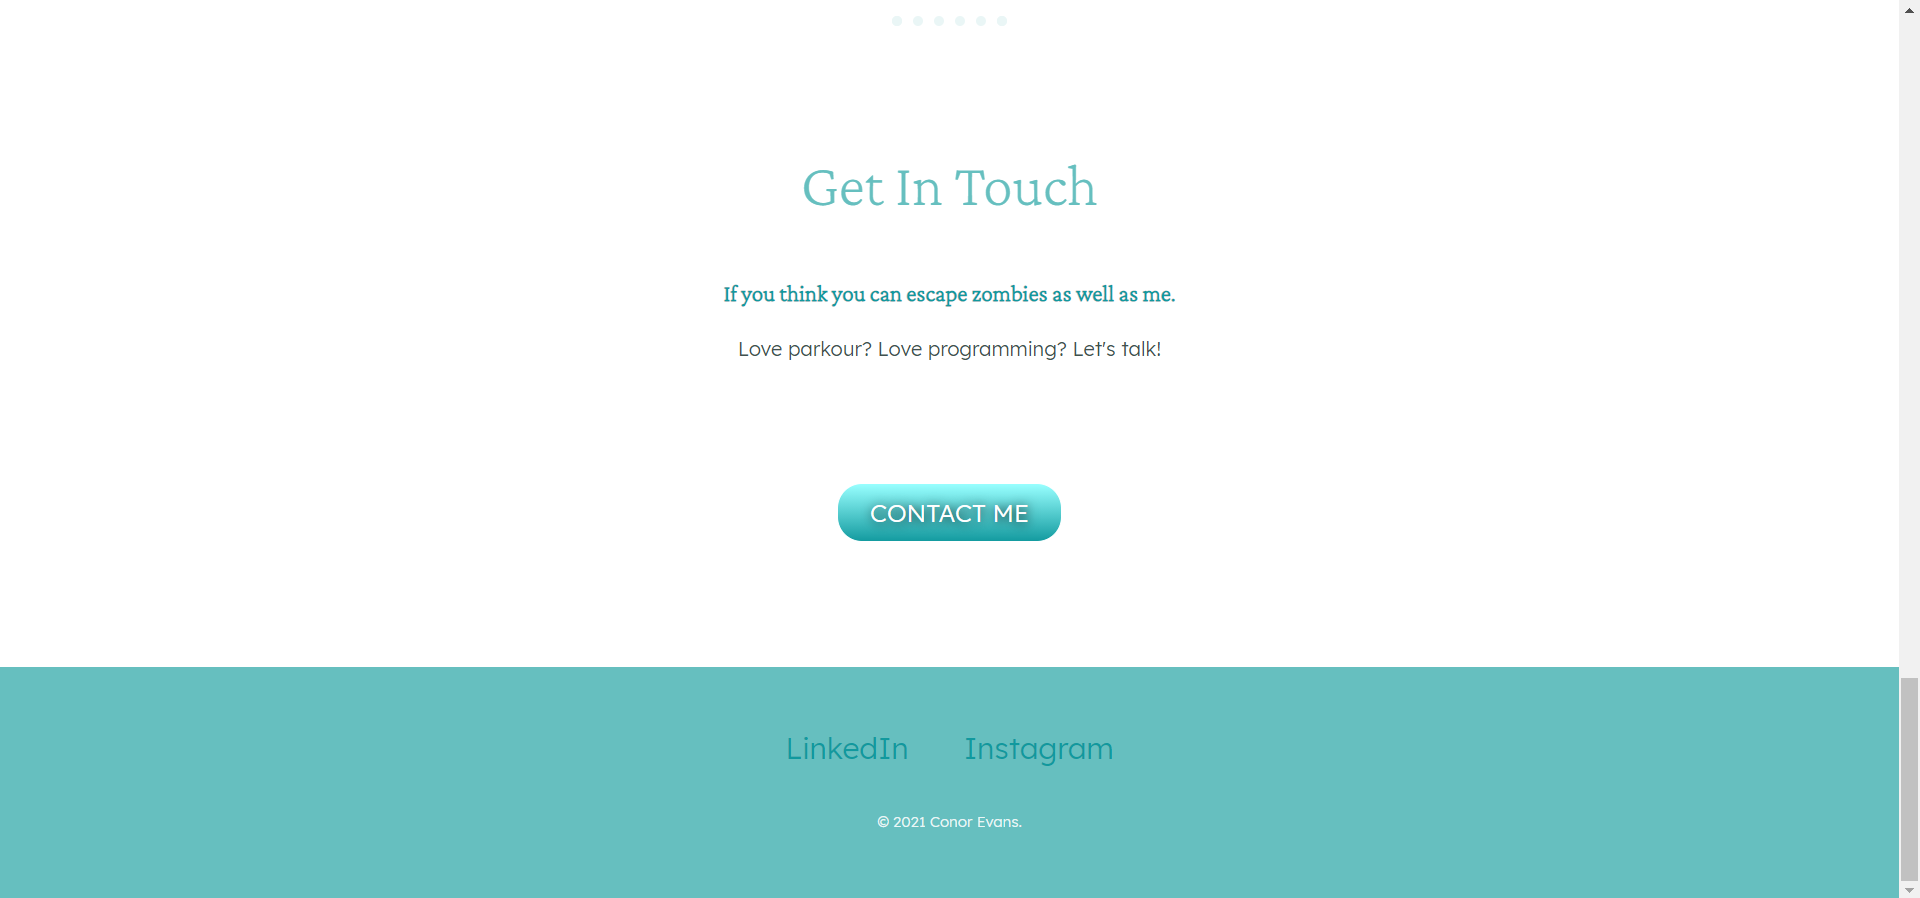 Get In Touch
If you think you can escape zombies as well as me.
Love parkour? Love programming? Let's talk!
CONTACT ME
LinkedIn Instagram
© 2021 Conor Evans.